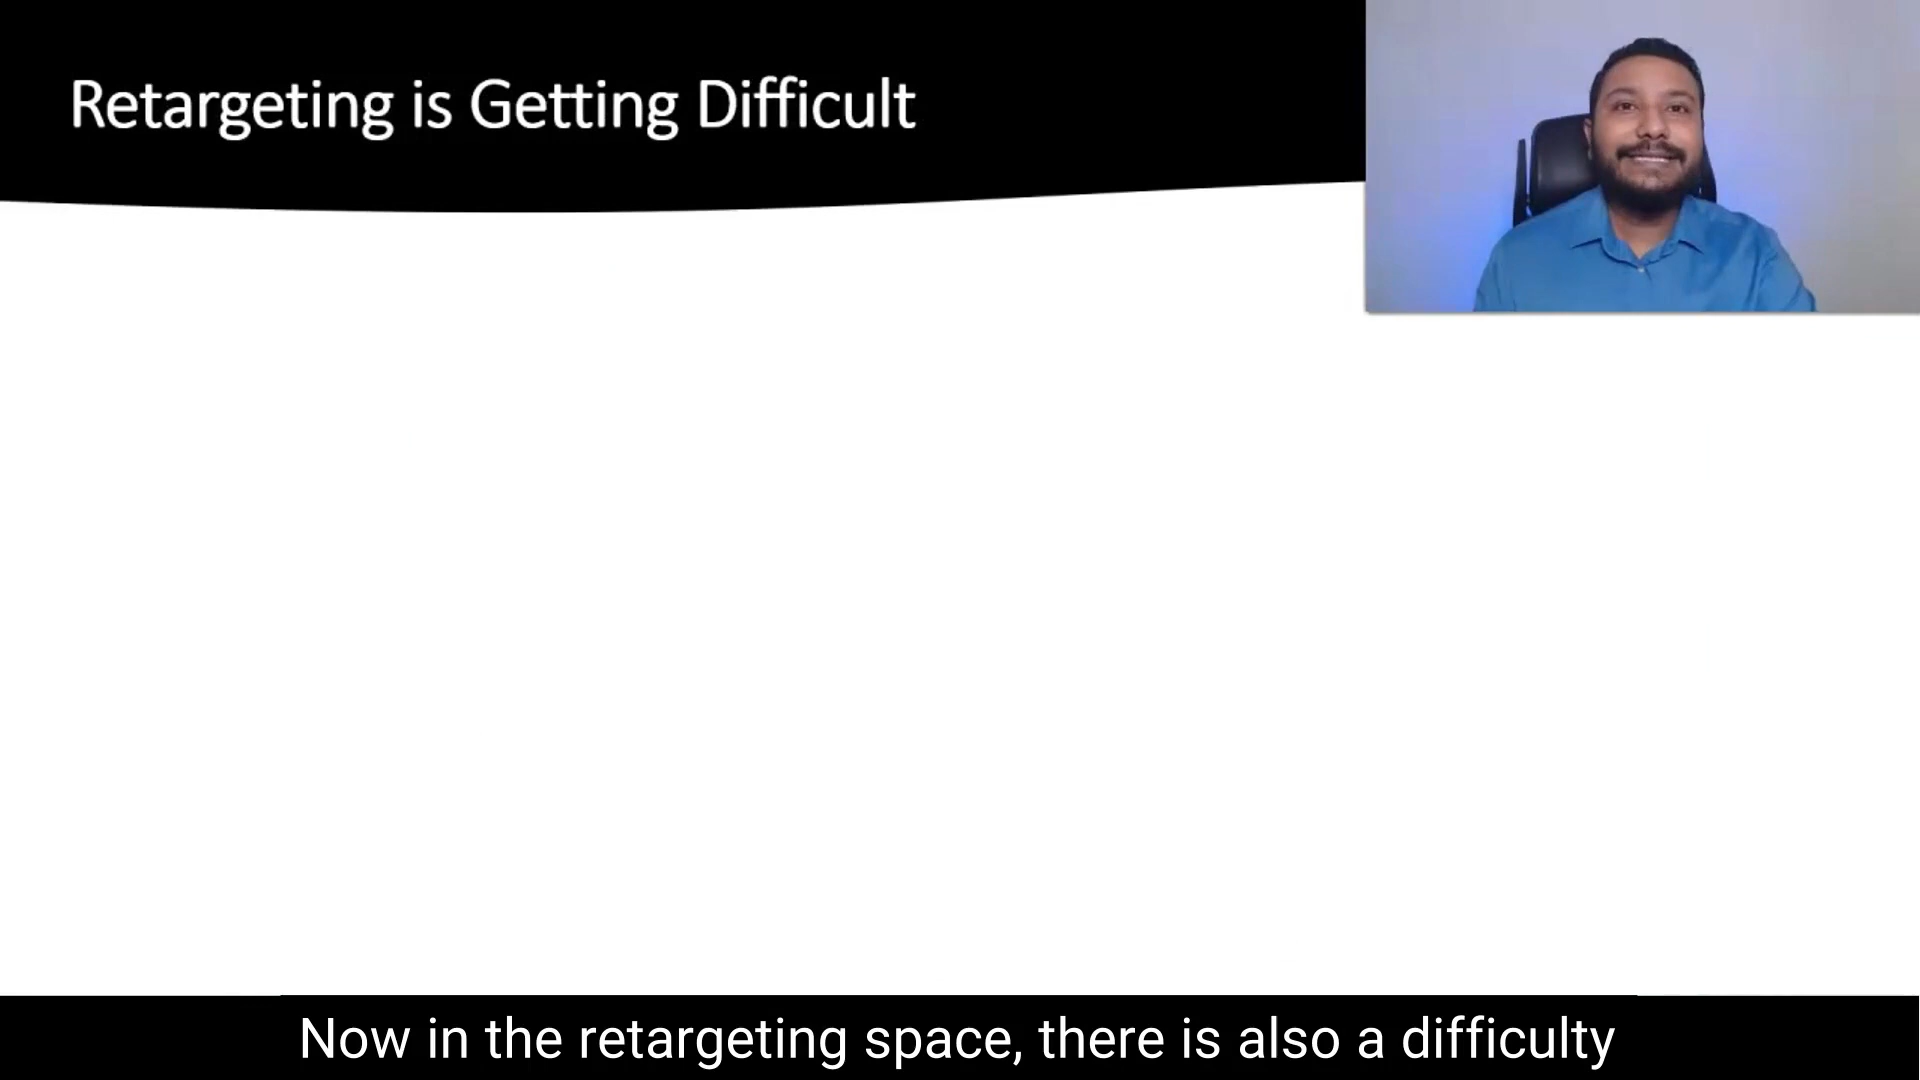 Retargeting is Getting Difficult
Now in the retargeting space, there is also a difficulty